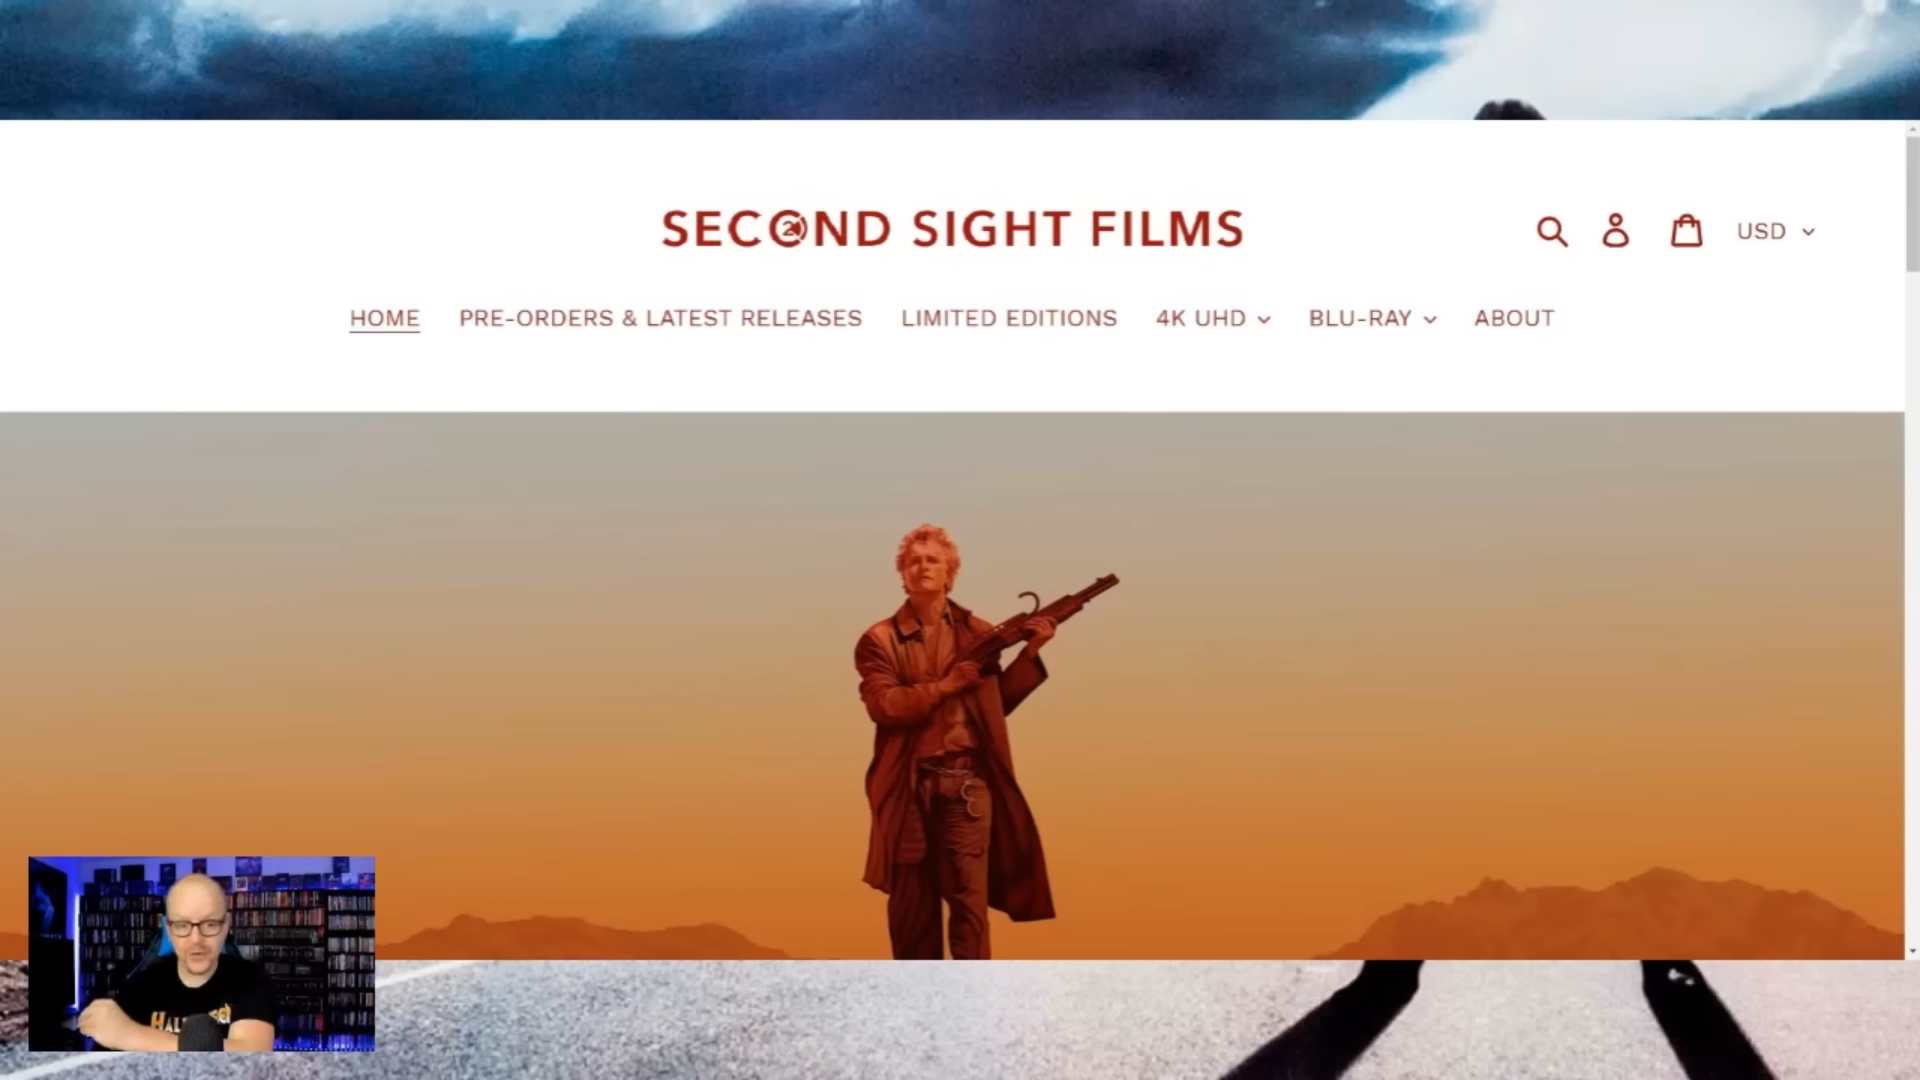 SECOND SIGHT FILMS
USD
HOME PRE-ORDERS & LATEST RELEASES LIMITED EDITIONS 4K UHD BLU-RAY ABOUT